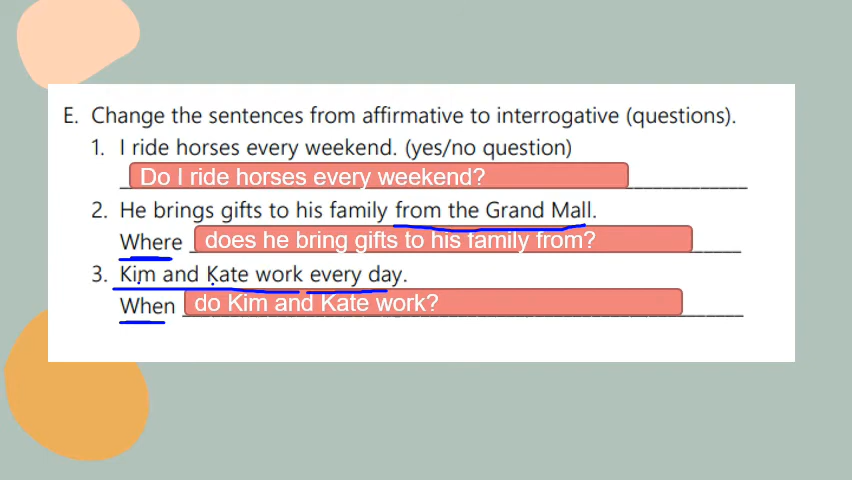 E. Change the sentences from affirmative to interrogative (questions).
1. I ride horses every weekend. (yes/no question)
Do I ride horses every weekend?
2. He brings gifts to his family from the Grand Mall.
Where does he bring gifts to his family from?
3. Kim and Kate work every day.
When do Kim and Kate work?